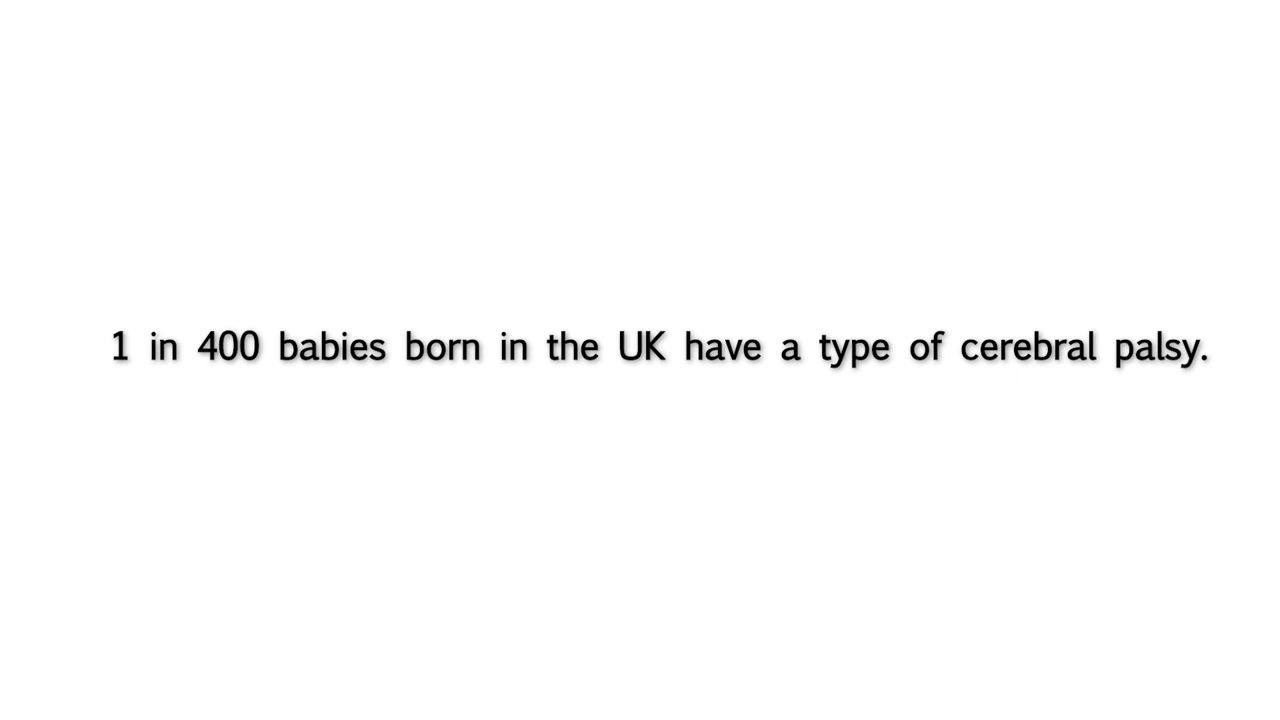 1 in 400 babies born in the UK have a type of cerebral palsy.